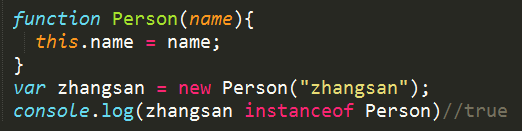 function Person(name){
  this.name = name;
}
var zhangsan = new Person("zhangsan");
console.log(zhangsan instanceof Person)//true